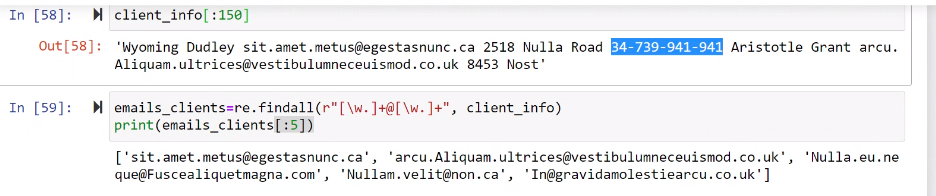 In [58]: client_info[:150]
Out[58]: 'Wyoming Dudley sit.amet.metus@egestasnunc.ca 2518 Nulla Road 34-739-941-941 Aristotle Grant arcu.
Aliquam.ultrices@vestibulumneceuismod.co.uk 8453 Nost'
In [59]: emails_clients=re.findall(r"[\w.]+@[\w.]+", client_info)
print(emails_clients[:5])
['sit.amet.metus@egestasnunc.ca', 'arcu.Aliquam.ultrices@vestibulumneceuismod.co.uk', 'Nulla.eu.ne
que@Fuscealiquetmagna.com', 'Nullam.velit@non.ca', 'In@gravidamolestiearcu.co.uk']